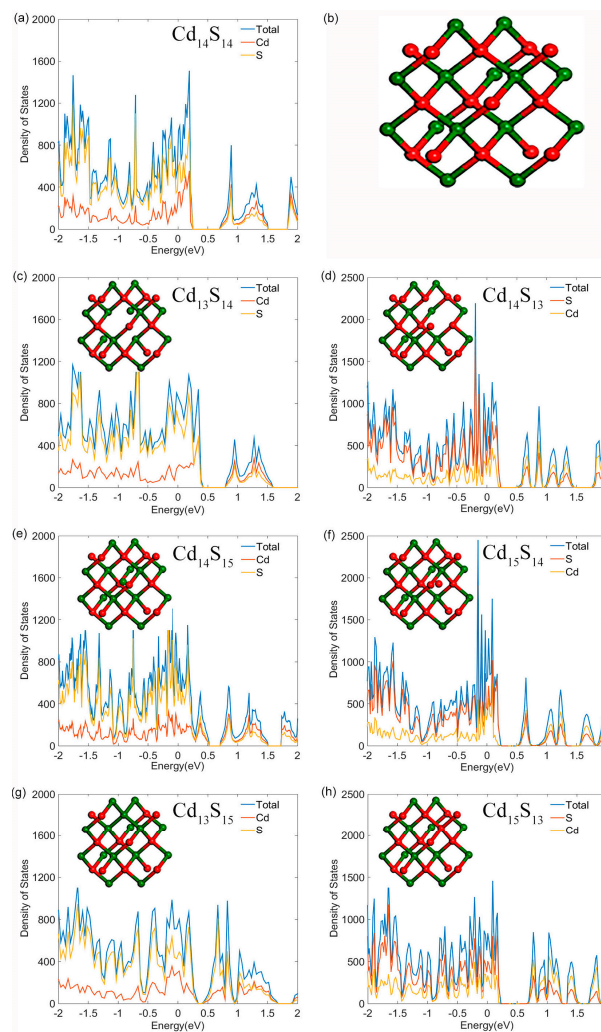 (a)
Cd₁₄S₁₄
Total
Cd
S
2000
1600
1200
800
400
0
Density of States
-2 -1.5 -1 -0.5 0 0.5 1 1.5 2
Energy(eV)
(b)
(c)
Cd₁₃S₁₄
Total
Cd
S
2000
1600
1200
800
400
0
Density of States
-2 -1.5 -1 -0.5 0 0.5 1 1.5 2
Energy(eV)
(d)
Cd₁₄S₁₃
Total
S
Cd
2500
2000
1500
1000
500
0
Density of States
-2 -1.5 -1 -0.5 0 0.5 1 1.5 2
Energy(eV)
(e)
Cd₁₄S₁₅
Total
Cd
S
2000
1600
1200
800
400
0
Density of States
-2 -1.5 -1 -0.5 0 0.5 1 1.5 2
Energy(eV)
(f)
Cd₁₅S₁₄
Total
S
Cd
2500
2000
1500
1000
500
0
Density of States
-2 -1.5 -1 -0.5 0 0.5 1 1.5 2
Energy(eV)
(g)
Cd₁₃S₁₅
Total
Cd
S
2000
1600
1200
800
400
0
Density of States
-2 -1.5 -1 -0.5 0 0.5 1 1.5 2
Energy(eV)
(h)
Cd₁₅S₁₃
Total
S
Cd
2500
2000
1500
1000
500
0
Density of States
-2 -1.5 -1 -0.5 0 0.5 1 1.5 2
Energy(eV)